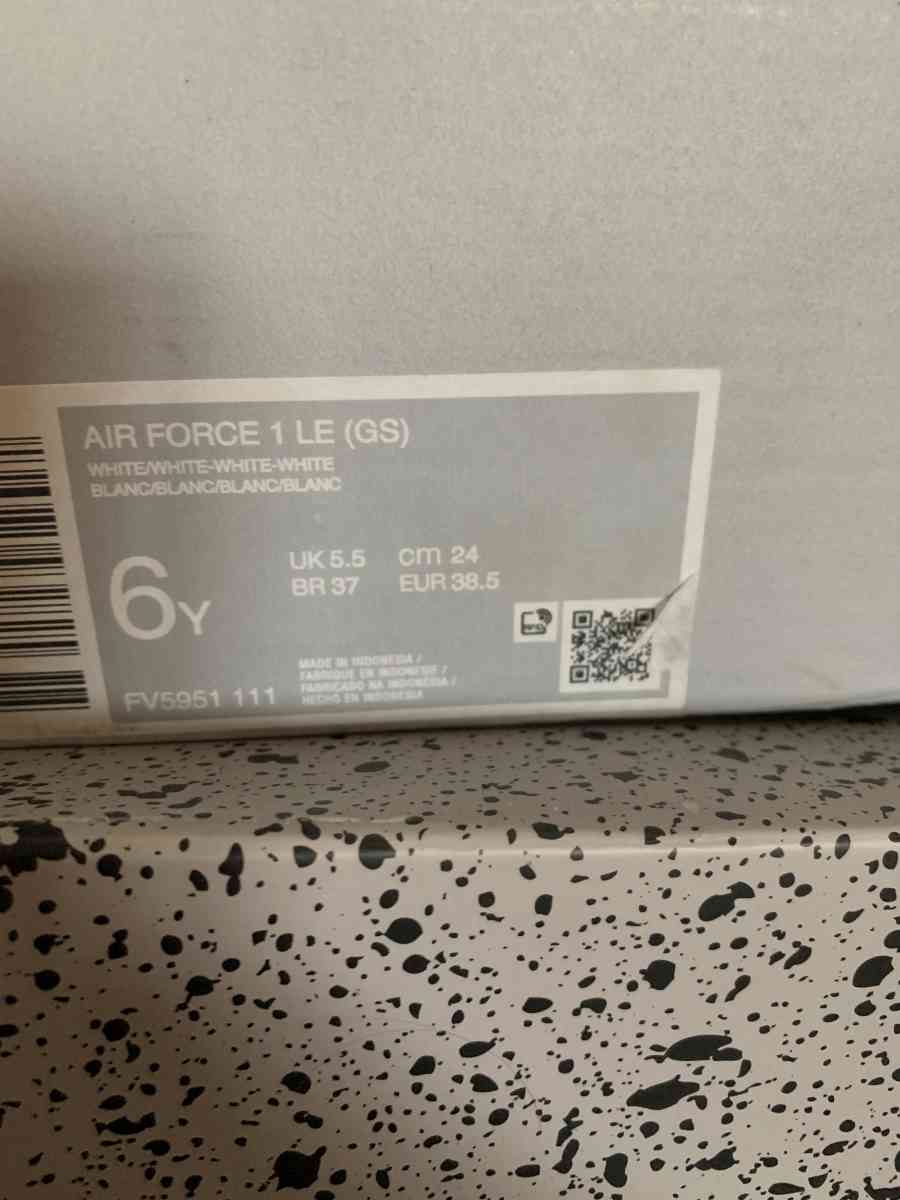 AIR FORCE 1 LE (GS)
WHITE/WHITE-WHITE-WHITE
BLANC/BLANC/BLANC/BLANC
6Y
UK 5.5 cm 24
BR 37 EUR 38.5
MADE IN INDONESIA /
FABRIQUE EN INDONESIE /
FABRICADO NA INDONÉSIA /
HECHO EN INDONESIA
FV5951 111